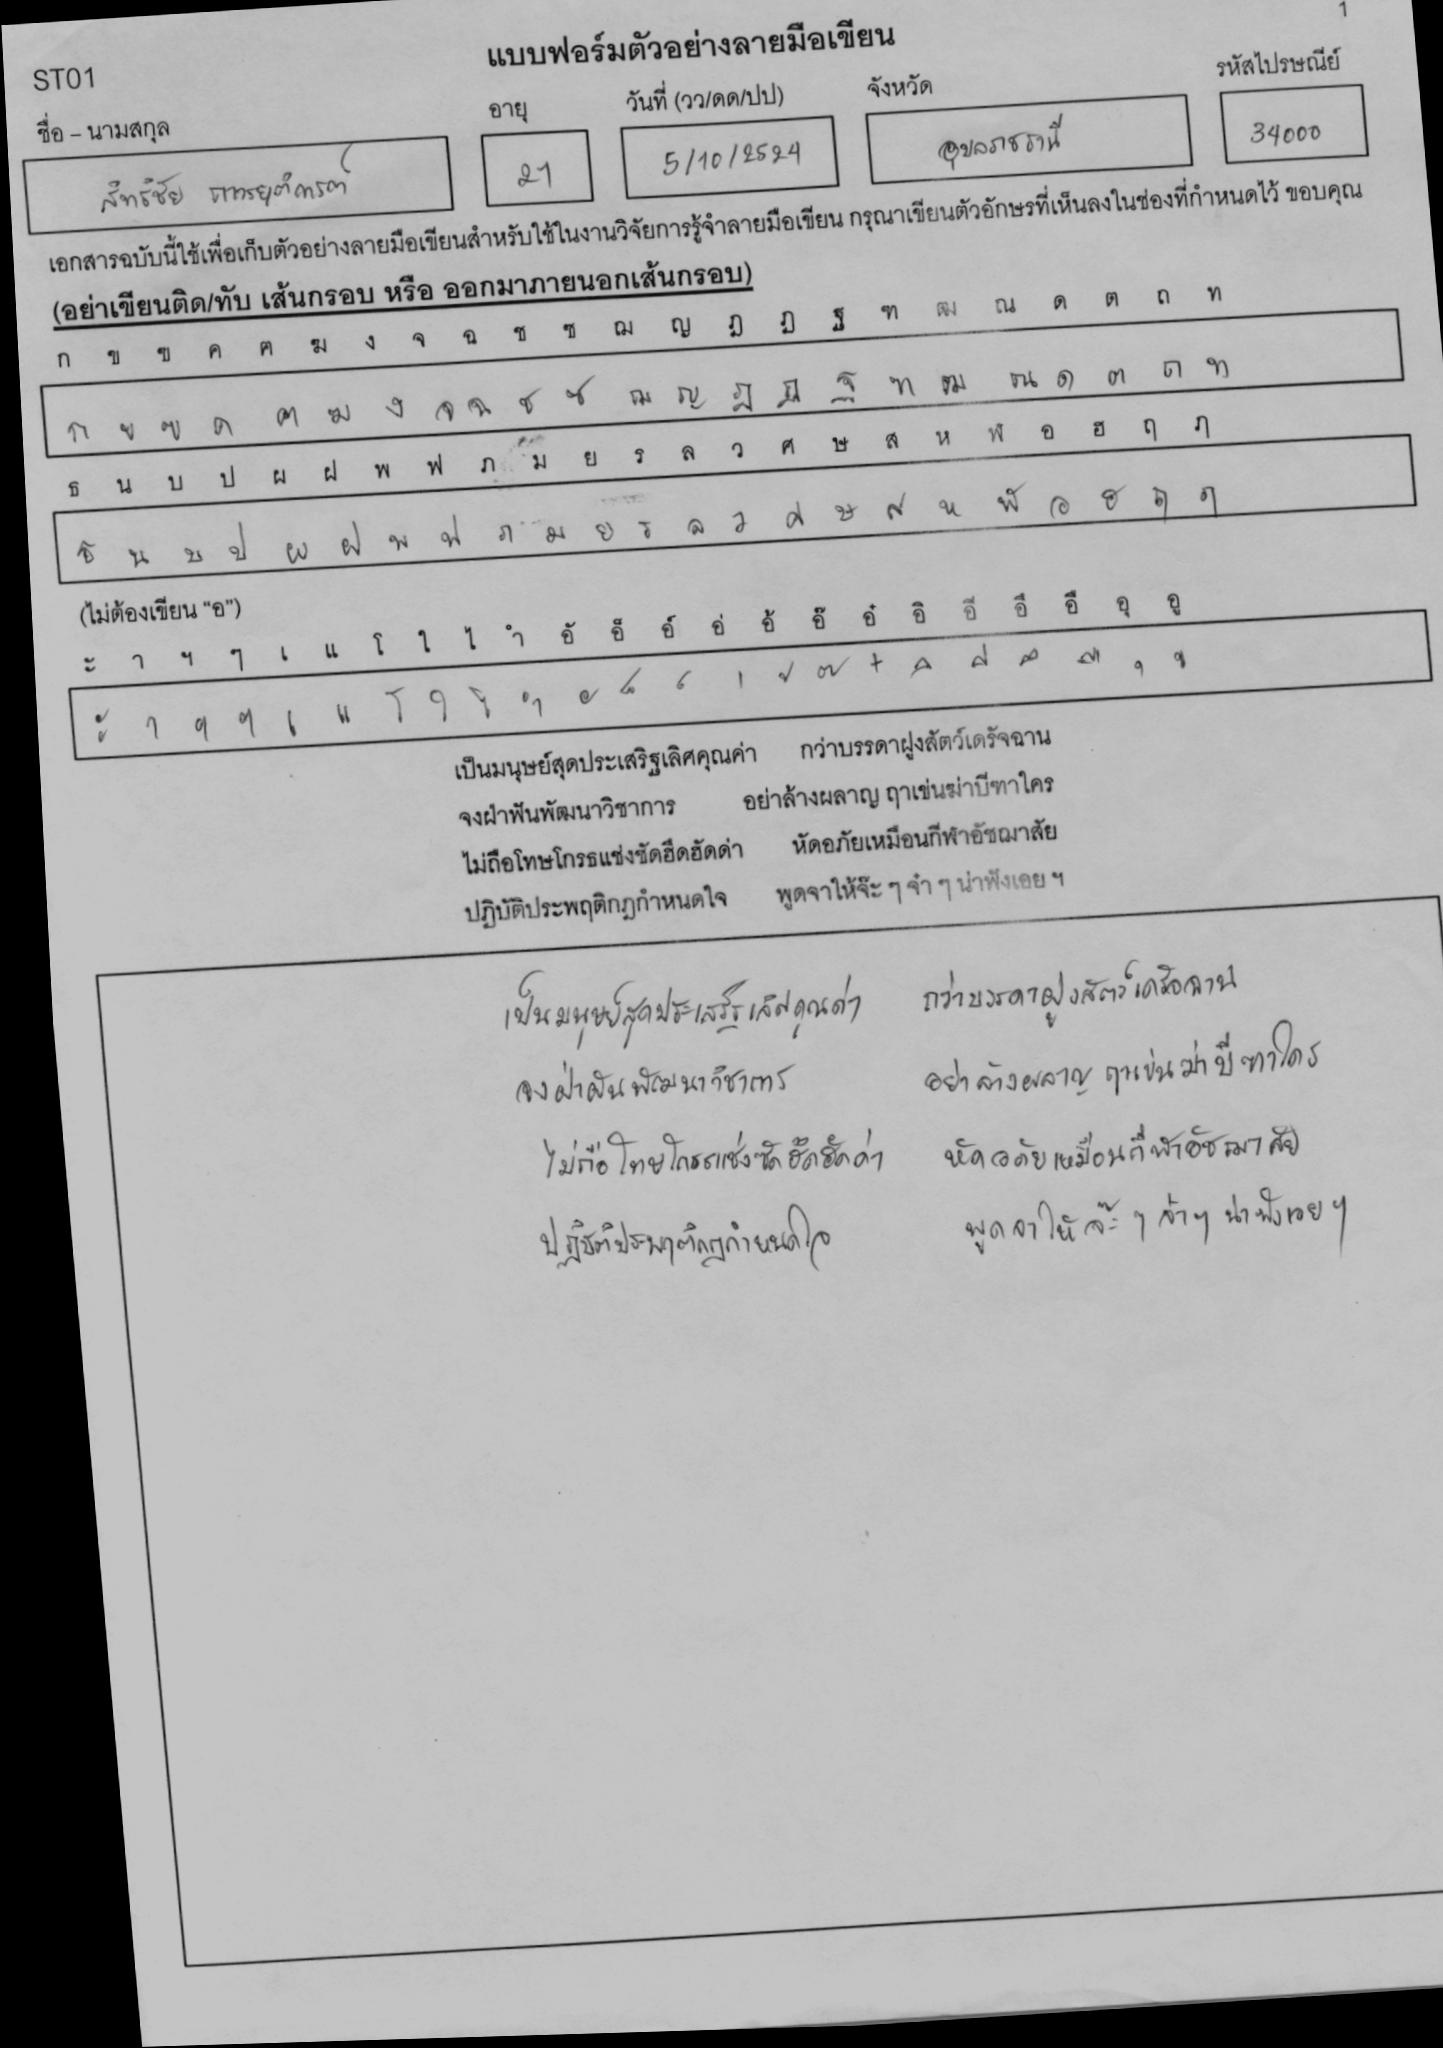 1
ST01
แบบฟอร์มตัวอย่างลายมือเขียน
ชื่อ – นามสกุล อายุ วันที่ (วว/ดด/ปป) จังหวัด รหัสไปรษณีย์
สิทธิชัย 21 5/10/2524 อุบลราชธานี 34000
เอกสารฉบับนี้ใช้เพื่อเก็บตัวอย่างลายมือเขียนสำหรับใช้ในงานวิจัยการรู้จำลายมือเขียน กรุณาเขียนตัวอักษรที่เห็นลงในช่องที่กำหนดไว้ ขอบคุณ
(อย่าเขียนติด/ทับ เส้นกรอบ หรือ ออกมาภายนอกเส้นกรอบ)
ก ข ฃ ค ฅ ฆ ง จ ฉ ช ซ ฌ ญ ฎ ฏ ฐ ฑ ฒ ณ ด ต ถ ท
ก ข ฃ ค ฅ ฆ ง จ ฉ ช ซ ฌ ญ ฎ ฏ ฐ ฑ ฒ ณ ด ต ถ ท
ธ น บ ป ผ ฝ พ ฟ ภ ม ย ร ล ว ศ ษ ส ห ฬ อ ฮ ฤ ภ
ธ น บ ป ผ ฝ พ ฟ ภ ม ย ร ล ว ศ ษ ส ห ฬ อ ฮ ฤ ภ
(ไม่ต้องเขียน “อ”)
ะ า ฯ ๆ เ แ โ ใ ไ ำ อั อ็ อ์ อ่ อ้ อ๊ อ๋ อิ อี อึ อื อุ อู
ะ า ฯ ๆ เ แ โ ใ ไ ำ ั ็ ์ ่ ้ ๊ ๋ ิ ี ึ ื ุ ู
เป็นมนุษย์สุดประเสริฐเลิศคุณค่า กว่าบรรดาฝูงสัตว์เดรัจฉาน
จงฝ่าฟันพัฒนาวิชาการ อย่าล้างผลาญ ฤาเข่นฆ่าบีฑาใคร
ไม่ถือโทษโกรธแช่งซัดฮึดฮัดด่า หัดอภัยเหมือนกีฬาอัชฌาสัย
ปฏิบัติประพฤติกฎกำหนดใจ พูดจาให้จ๊ะ ๆ จ๋า ๆ น่าฟังเอย ฯ
เป็นมนุษย์สุดประเสริฐเลิศคุณค่า กว่าบรรดาฝูงสัตว์เดรัจฉาน
จงฝ่าฟันพัฒนาวิชาการ อย่าล้างผลาญ ฤาเข่นฆ่าบีฑาใคร
ไม่ถือโทษโกรธแช่งซัดฮึดฮัดด่า หัดอภัยเหมือนกีฬาอัชฌาสัย
ปฏิบัติประพฤติกฎกำหนดใจ พูดจาให้จ๊ะ ๆ จ๋า ๆ น่าฟังเอย ฯ